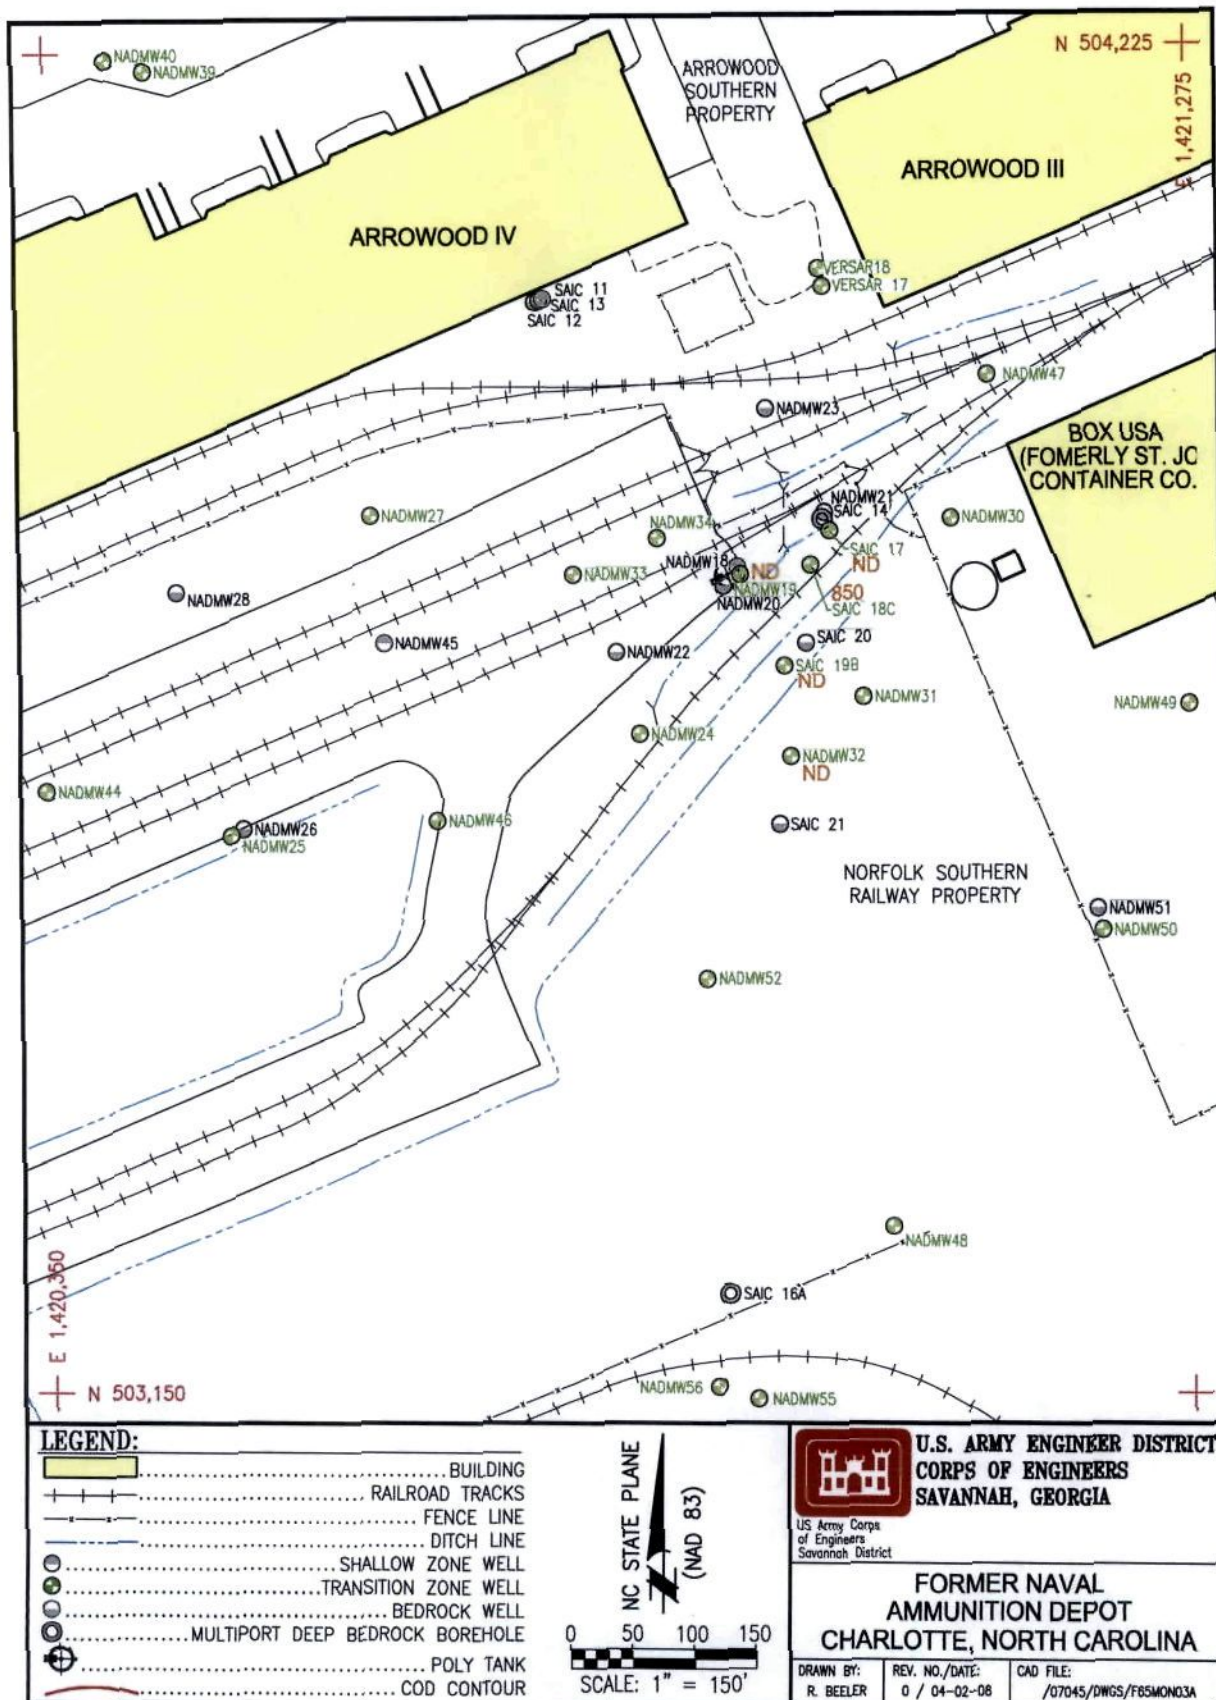 NADMW40
NADMW39
N 504,225
E 1,421,275
ARROWOOD
SOUTHERN
PROPERTY
ARROWOOD III
ARROWOOD IV
VERSAR18
VERSAR 17
SAIC 11
SAIC 13
SAIC 12
NADMW47
NADMW23
BOX USA
(FOMERLY ST. JO
CONTAINER CO.
NADMW21
SAIC 14
NADMW27
NADMW34
NADMW30
SAIC 17
ND
NADMW18
ND
NADMW33
NADMW19
NADMW20
850
SAIC 18C
NADMW28
NADMW45
NADMW22
SAIC 20
SAIC 19B
ND
NADMW31
NADMW49
NADMW24
NADMW32
ND
NADMW44
NADMW26
NADMW25
NADMW46
SAIC 21
NORFOLK SOUTHERN
RAILWAY PROPERTY
NADMW51
NADMW50
NADMW52
NADMW48
SAIC 16A
E 1,420,350
N 503,150
NADMW56
NADMW55
LEGEND:
BUILDING
RAILROAD TRACKS
FENCE LINE
DITCH LINE
SHALLOW ZONE WELL
TRANSITION ZONE WELL
BEDROCK WELL
MULTIPORT DEEP BEDROCK BOREHOLE
POLY TANK
COD CONTOUR
NC STATE PLANE
(NAD 83)
0 50 100 150
SCALE: 1" = 150'
US Army Corps
of Engineers
Savannah District
U.S. ARMY ENGINEER DISTRICT
CORPS OF ENGINEERS
SAVANNAH, GEORGIA
FORMER NAVAL
AMMUNITION DEPOT
CHARLOTTE, NORTH CAROLINA
DRAWN BY:
R. BEELER
REV. NO./DATE:
0 / 04-02-08
CAD FILE:
/07045/DWGS/F65MON03A